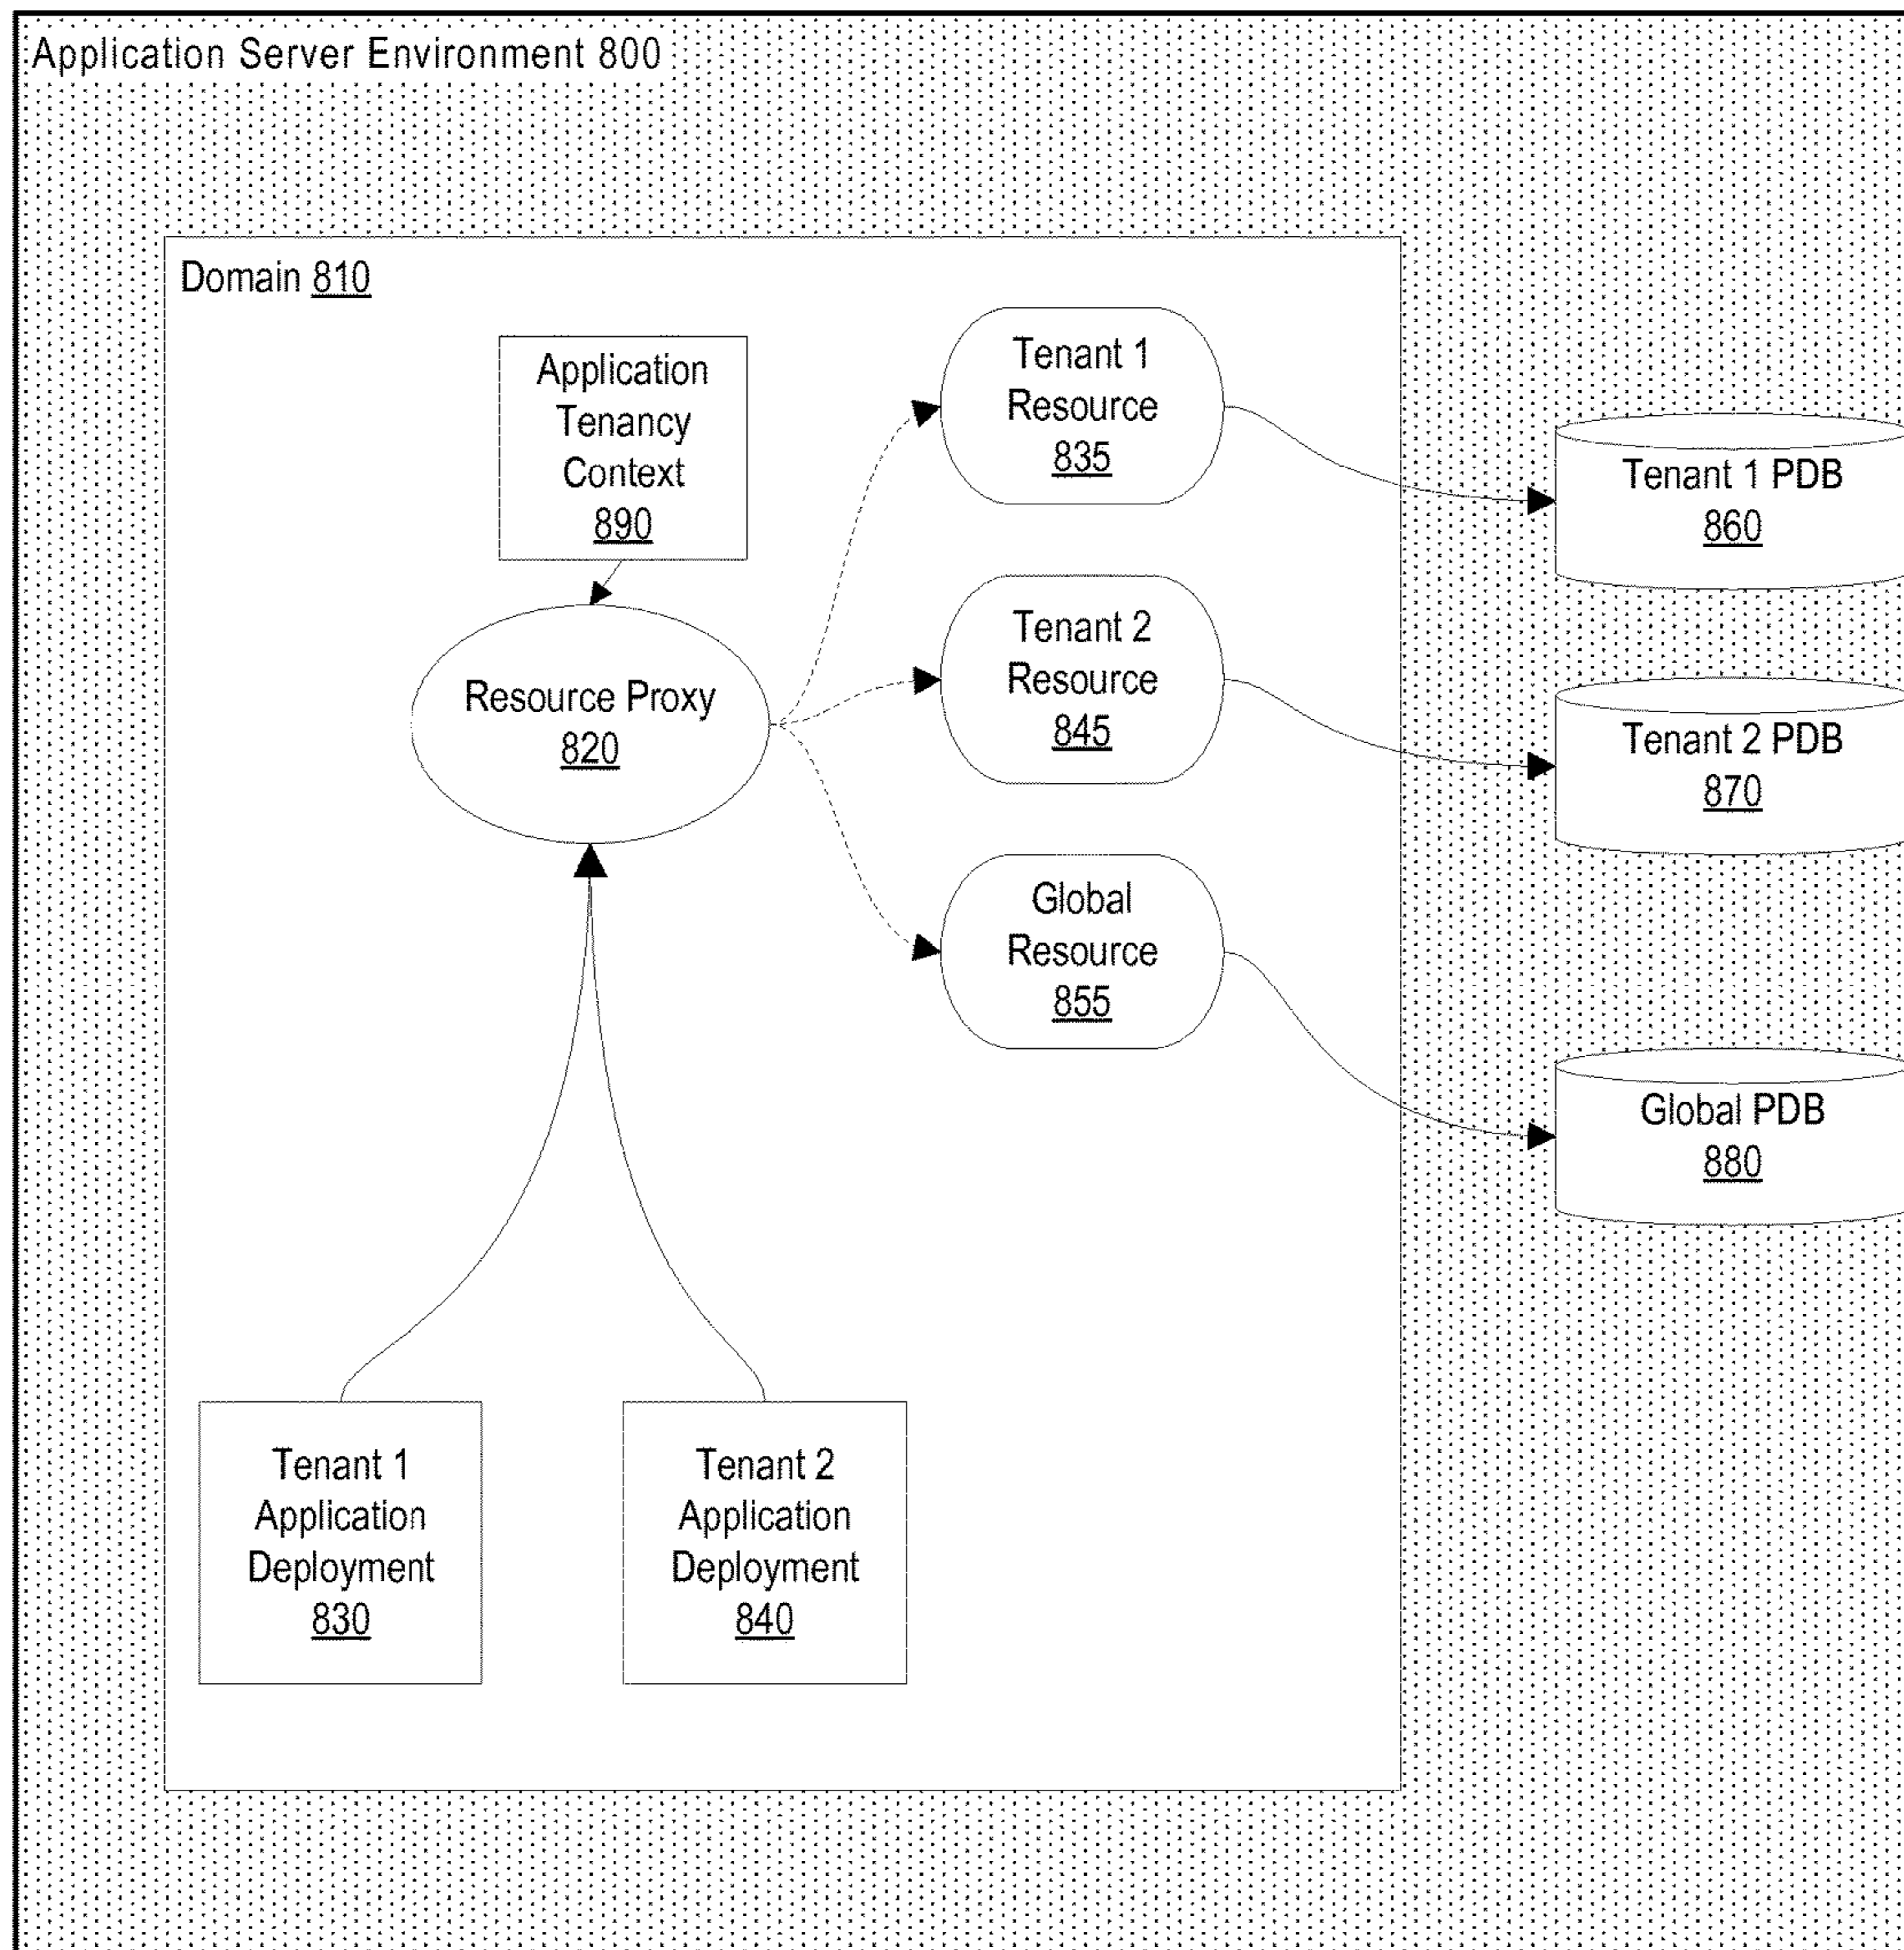 Application Server Environment 800
Domain 810
Application
Tenancy
Context
890
Resource Proxy
820
Tenant 1
Resource
835
Tenant 2
Resource
845
Global
Resource
855
Tenant 1 PDB
860
Tenant 2 PDB
870
Global PDB
880
Tenant 1
Application
Deployment
830
Tenant 2
Application
Deployment
840